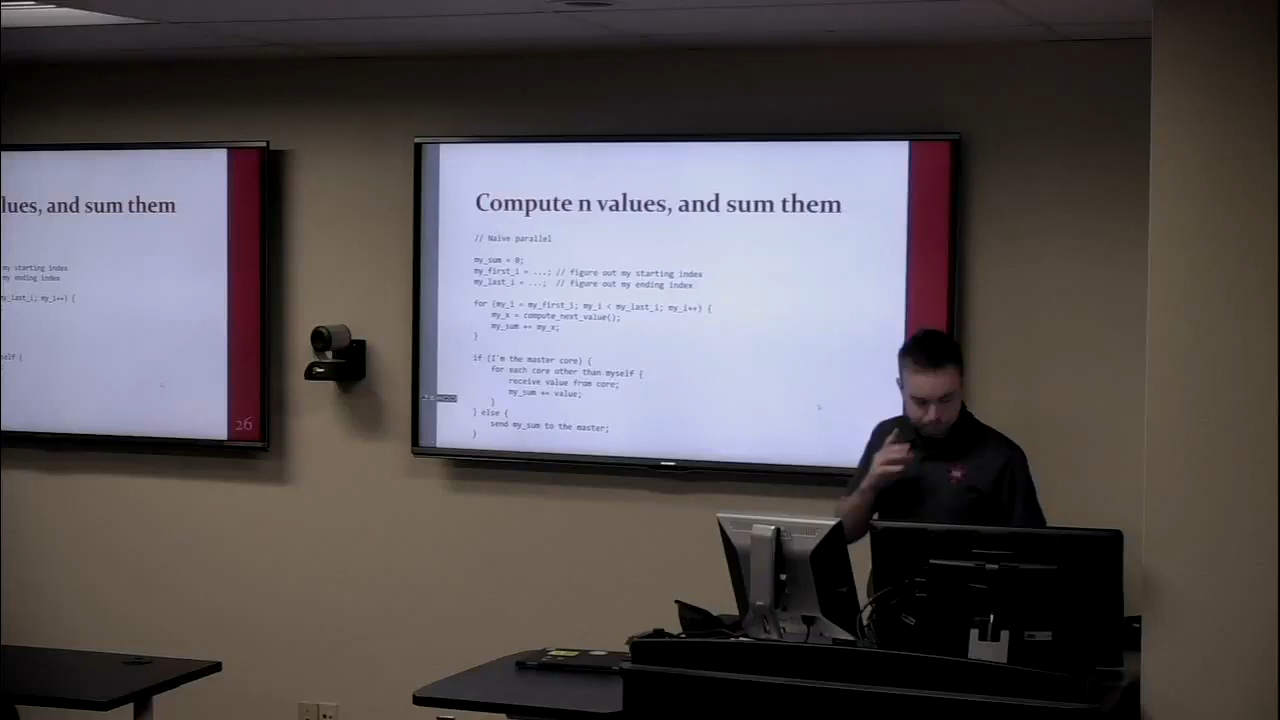 lues, and sum them
my starting index
my ending index
my_last_i; my_i++) {
self {
26
Compute n values, and sum them
// Naive parallel
my_sum = 0;
my_first_i = ...; // figure out my starting index
my_last_i = ...; // figure out my ending index
for (my_i = my_first_i; my_i < my_last_i; my_i++) {
my_x = compute_next_value();
my_sum += my_x;
}
if (I'm the master core) {
for each core other than myself {
receive value from core;
my_sum += value;
}
} else {
send my_sum to the master;
}